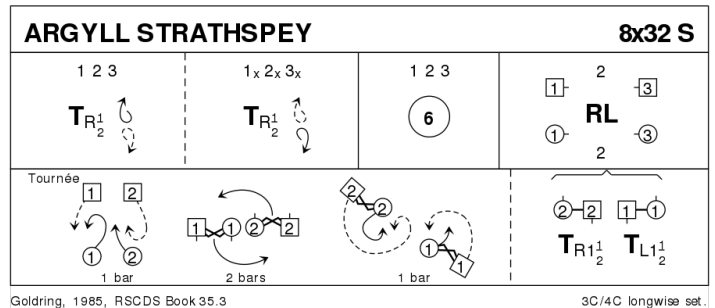 ARGYLL STRATHSPEY 8x32 S
1 2 3 1x 2x 3x 1 2 3 2
1 3
TR½ TR½ 6 RL
1 3
2
Tournée
1 2
2 2
1 1 2 2 1 2 2 1 1
1 2 1 TR1½ TL1½
1 bar 2 bars 1 bar
Goldring, 1985, RSCDS Book 35.3 3C/4C longwise set.